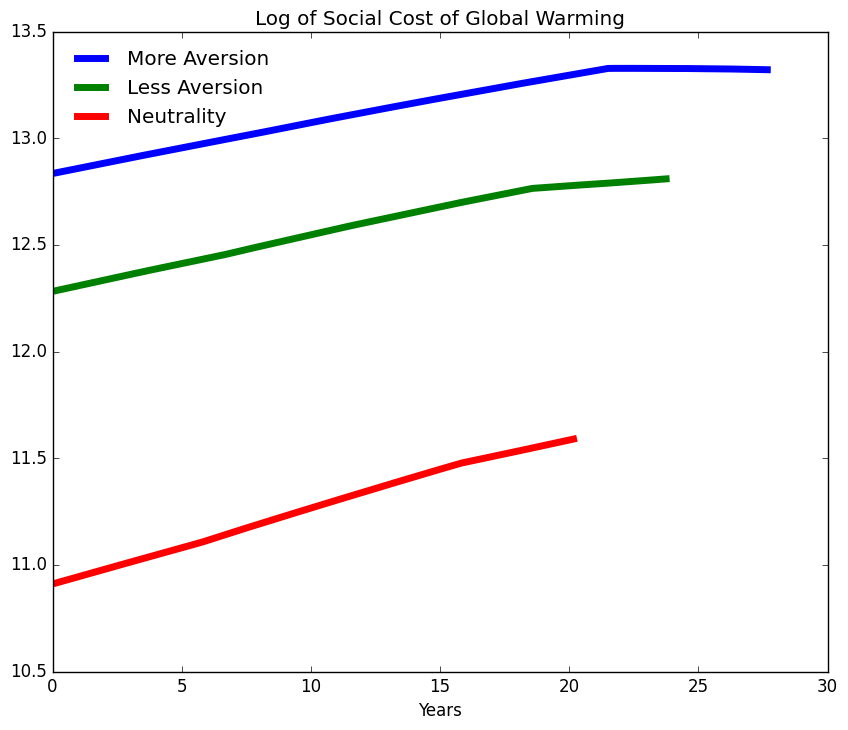 Log of Social Cost of Global Warming
13.5
More Aversion
Less Aversion
Neutrality
13.0
12.5
12.0
11.5
11.0
10.5
0 5 10 15 20 25 30
Years